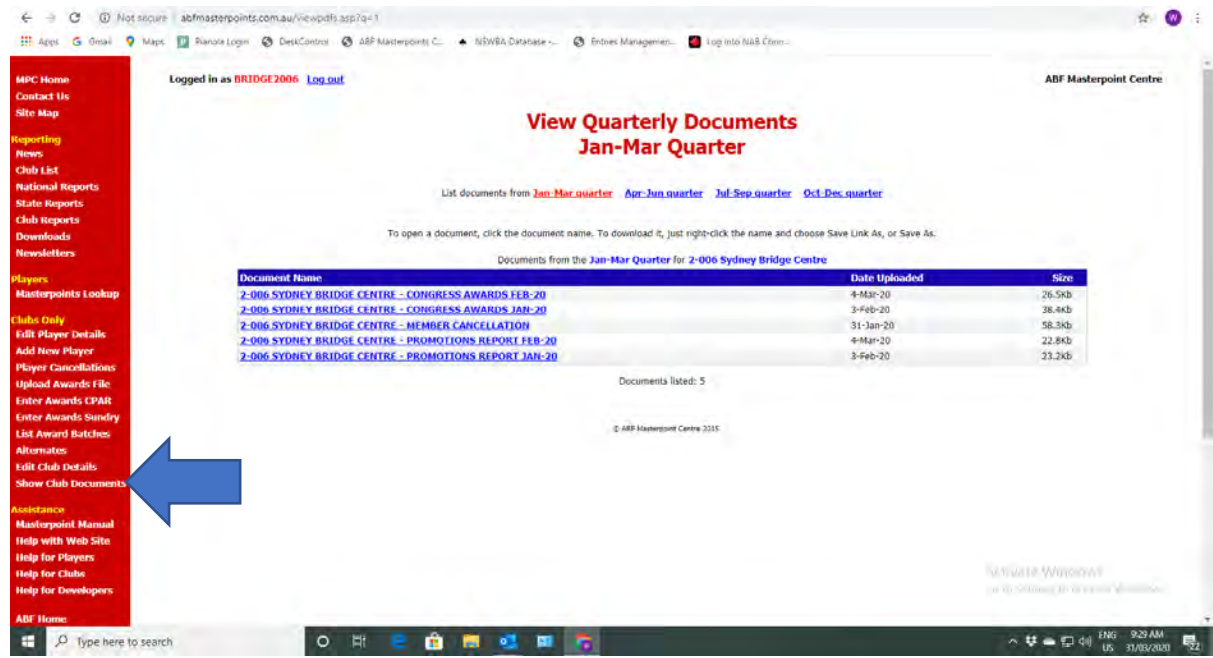 Not secure abfmasterpoints.com.au/viewpdfs.asp?q=1
Apps Gmail Maps Pianola Login DeskControl ABF Masterpoints C... NSWBA Database -... Entries Managemen... Log into NAB Conn...
Logged in as BRIDGE2006 Log out
ABF Masterpoint Centre
MPC Home
Contact Us
Site Map
Reporting
News
Club List
National Reports
State Reports
Club Reports
Downloads
Newsletters
Players
Masterpoints Lookup
Clubs Only
Edit Player Details
Add New Player
Player Cancellations
Upload Awards File
Enter Awards CPAR
Enter Awards Sundry
List Award Batches
Alternates
Edit Club Details
Show Club Documents
Assistance
Masterpoint Manual
Help with Web Site
Help for Players
Help for Clubs
Help for Developers
ABF Home
View Quarterly Documents
Jan-Mar Quarter
List documents from Jan-Mar quarter Apr-Jun quarter Jul-Sep quarter Oct-Dec quarter
To open a document, click the document name. To download it, just right-click the name and choose Save Link As, or Save As.
Documents from the Jan-Mar Quarter for 2-006 Sydney Bridge Centre
Document Name Date Uploaded Size
2-006 SYDNEY BRIDGE CENTRE - CONGRESS AWARDS FEB-20 4-Mar-20 26.5Kb
2-006 SYDNEY BRIDGE CENTRE - CONGRESS AWARDS JAN-20 3-Feb-20 38.4Kb
2-006 SYDNEY BRIDGE CENTRE - MEMBER CANCELLATION 31-Jan-20 58.3Kb
2-006 SYDNEY BRIDGE CENTRE - PROMOTIONS REPORT FEB-20 4-Mar-20 22.8Kb
2-006 SYDNEY BRIDGE CENTRE - PROMOTIONS REPORT JAN-20 3-Feb-20 23.2Kb
Documents listed: 5
© ABF Masterpoint Centre 2015
Activate Windows
Type here to search
ENG 9:29 AM
US 31/03/2020
22